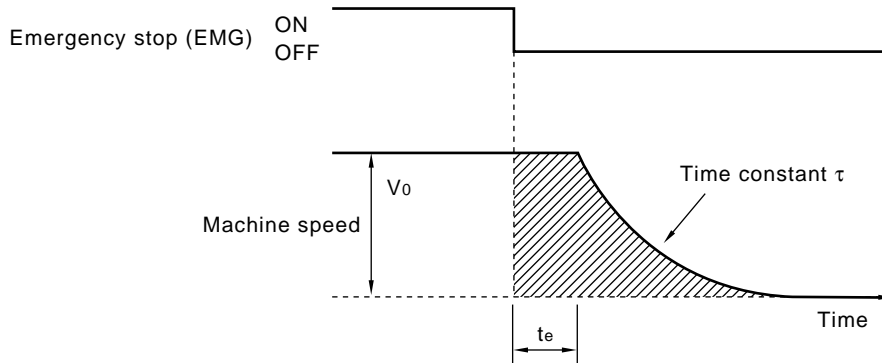 ON
Emergency stop (EMG)
OFF
V0
Time constant τ
Machine speed
Time
te